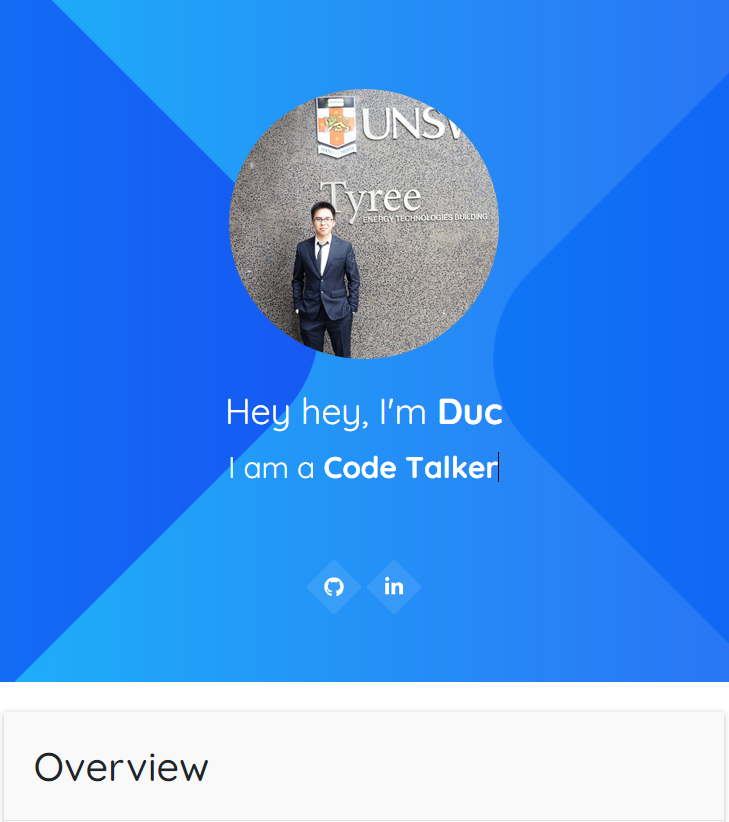 UNSW
Tyree
ENERGY TECHNOLOGIES BUILDING
Hey hey, I'm Duc
I am a Code Talker
in
Overview